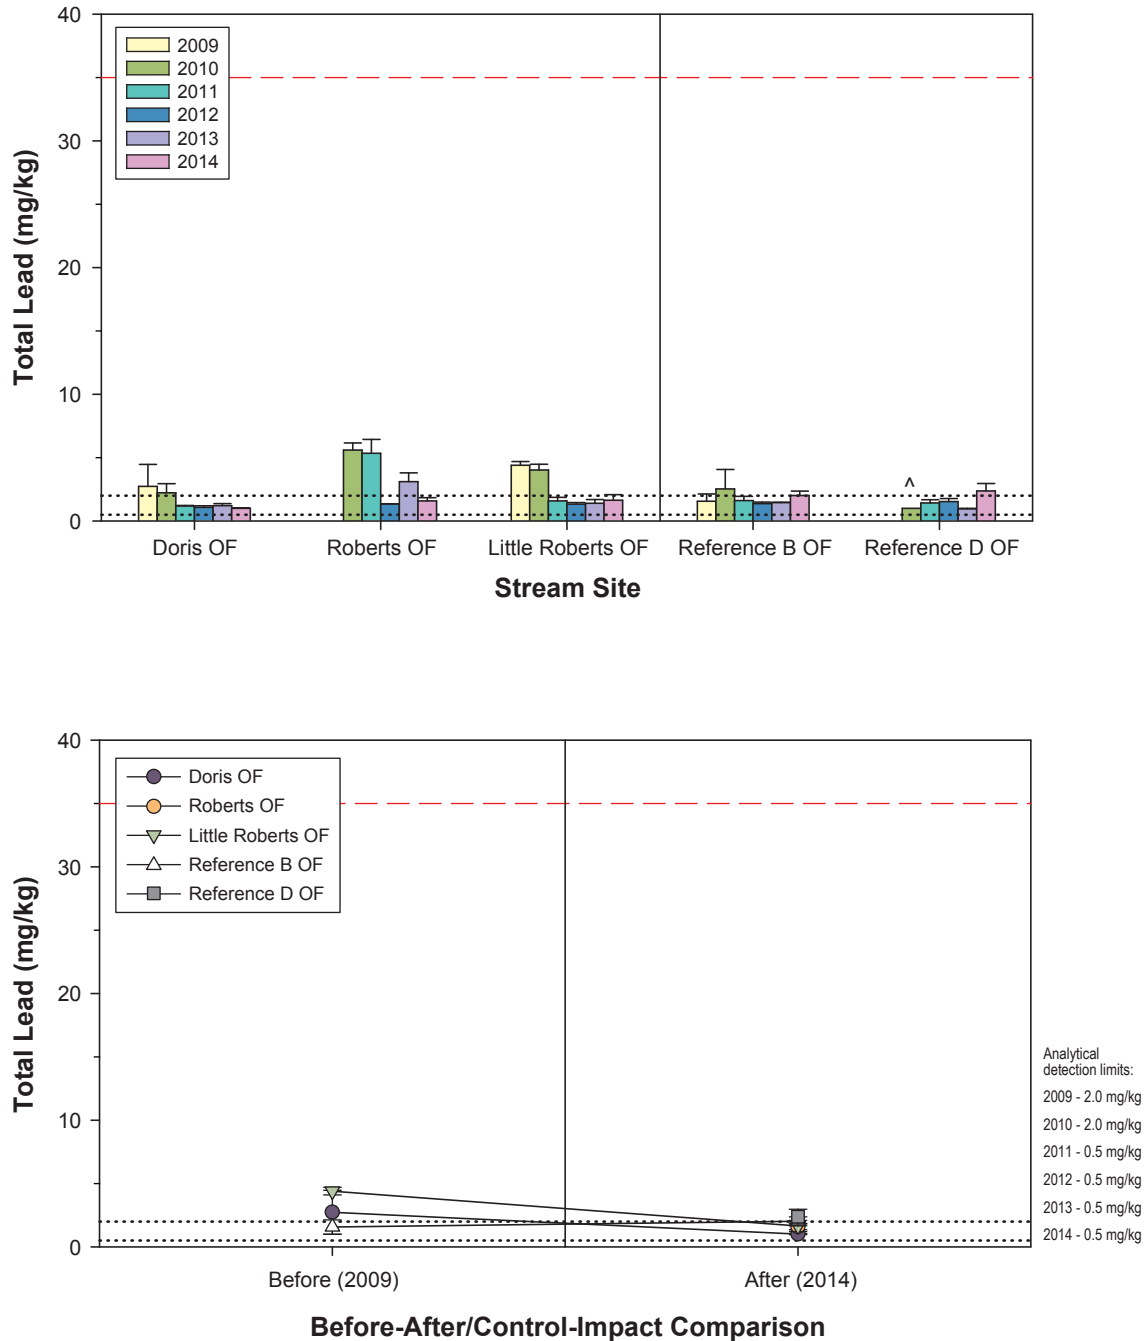 40
30
20
10
0
Total Lead (mg/kg)
2009
2010
2011
2012
2013
2014
^
Doris OF
Roberts OF
Little Roberts OF
Reference B OF
Reference D OF
Stream Site
40
30
20
10
0
Total Lead (mg/kg)
Doris OF
Roberts OF
Little Roberts OF
Reference B OF
Reference D OF
Before (2009)
After (2014)
Before-After/Control-Impact Comparison
Analytical
detection limits:
2009 - 2.0 mg/kg
2010 - 2.0 mg/kg
2011 - 0.5 mg/kg
2012 - 0.5 mg/kg
2013 - 0.5 mg/kg
2014 - 0.5 mg/kg